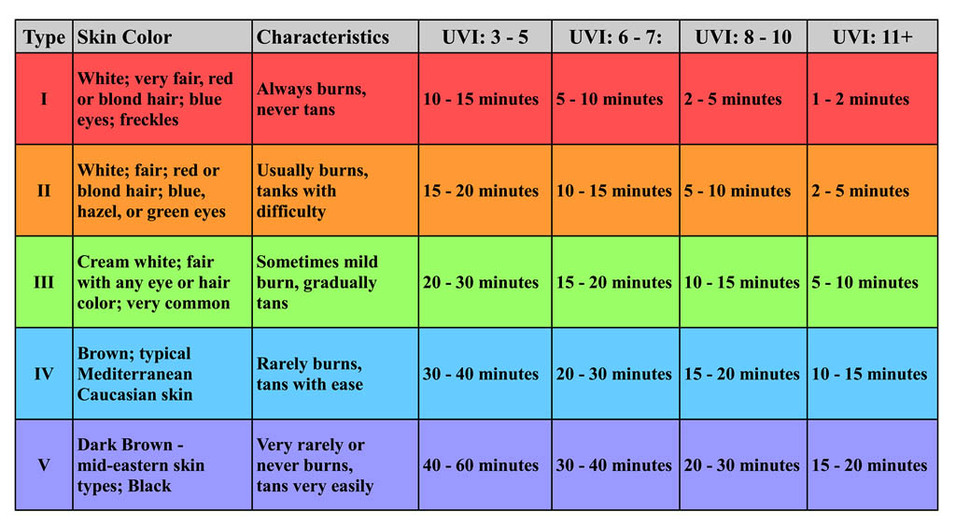 Type Skin Color Characteristics UVI: 3 - 5 UVI: 6 - 7: UVI: 8 - 10 UVI: 11+
I
White; very fair, red
or blond hair; blue
eyes; freckles
Always burns,
never tans
10 - 15 minutes
5 - 10 minutes
2 - 5 minutes
1 - 2 minutes
II
White; fair; red or
blond hair; blue,
hazel, or green eyes
Usually burns,
tanks with
difficulty
15 - 20 minutes
10 - 15 minutes
5 - 10 minutes
2 - 5 minutes
III
Cream white; fair
with any eye or hair
color; very common
Sometimes mild
burn, gradually
tans
20 - 30 minutes
15 - 20 minutes
10 - 15 minutes
5 - 10 minutes
IV
Brown; typical
Mediterranean
Caucasian skin
Rarely burns,
tans with ease
30 - 40 minutes
20 - 30 minutes
15 - 20 minutes
10 - 15 minutes
V
Dark Brown -
mid-eastern skin
types; Black
Very rarely or
never burns,
tans very easily
40 - 60 minutes
30 - 40 minutes
20 - 30 minutes
15 - 20 minutes